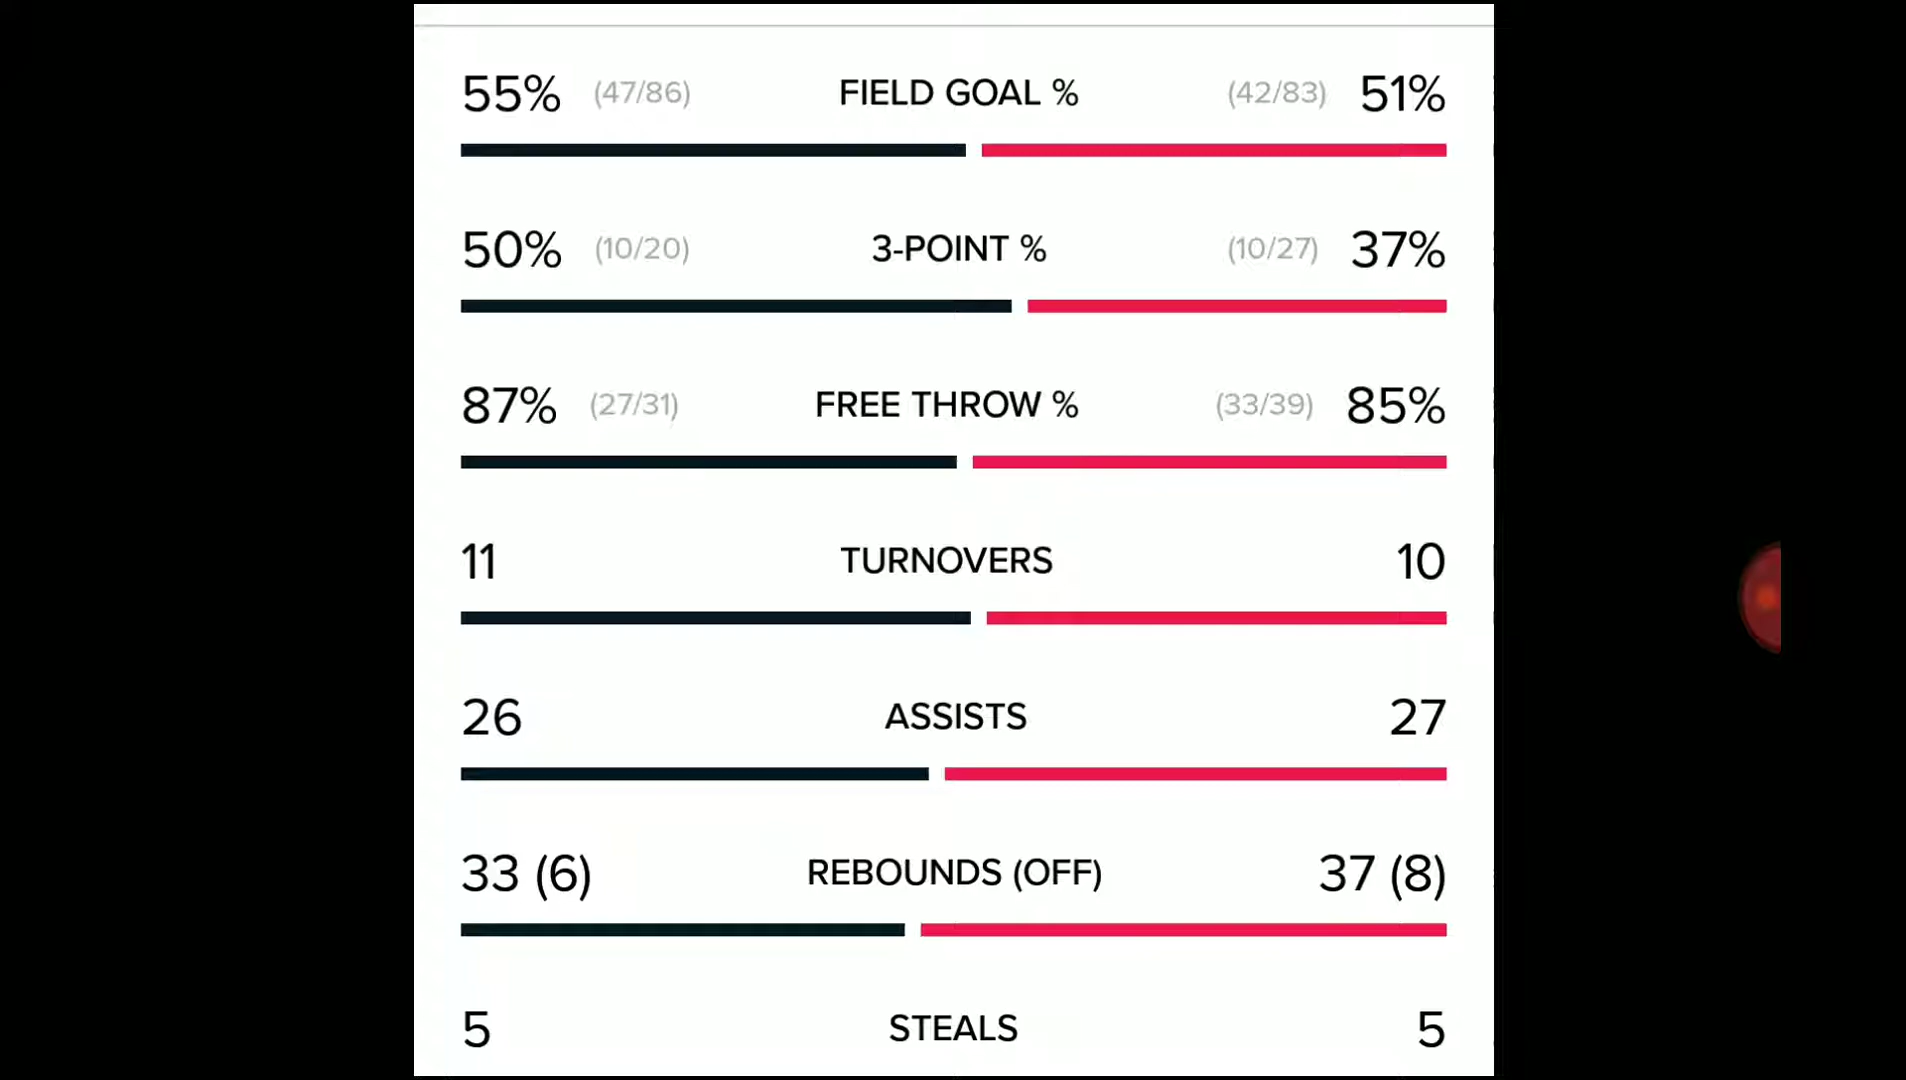 55% (47/86) FIELD GOAL % (42/83) 51%
50% (10/20) 3-POINT % (10/27) 37%
87% (27/31) FREE THROW % (33/39) 85%
11 TURNOVERS 10
26 ASSISTS 27
33 (6) REBOUNDS (OFF) 37 (8)
5 STEALS 5